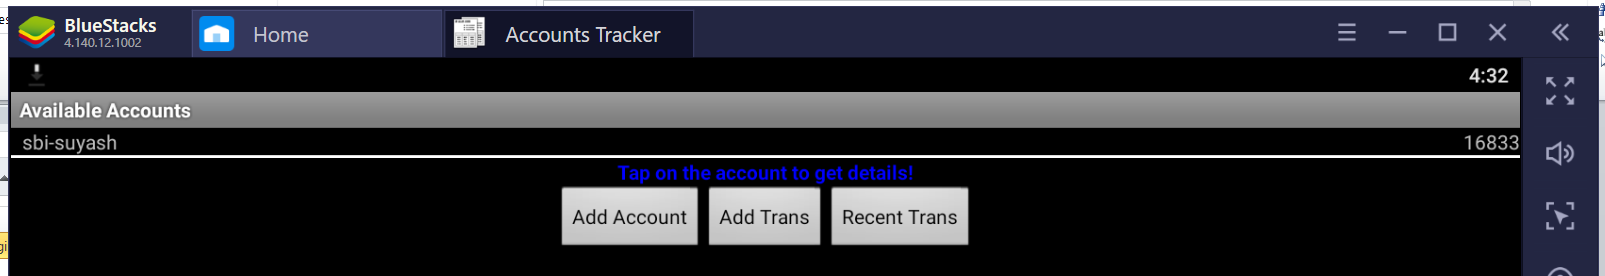 BlueStacks
4.140.12.1002
Home
Accounts Tracker
4:32
Available Accounts
sbi-suyash 16833
Tap on the account to get details!
Add Account Add Trans Recent Trans